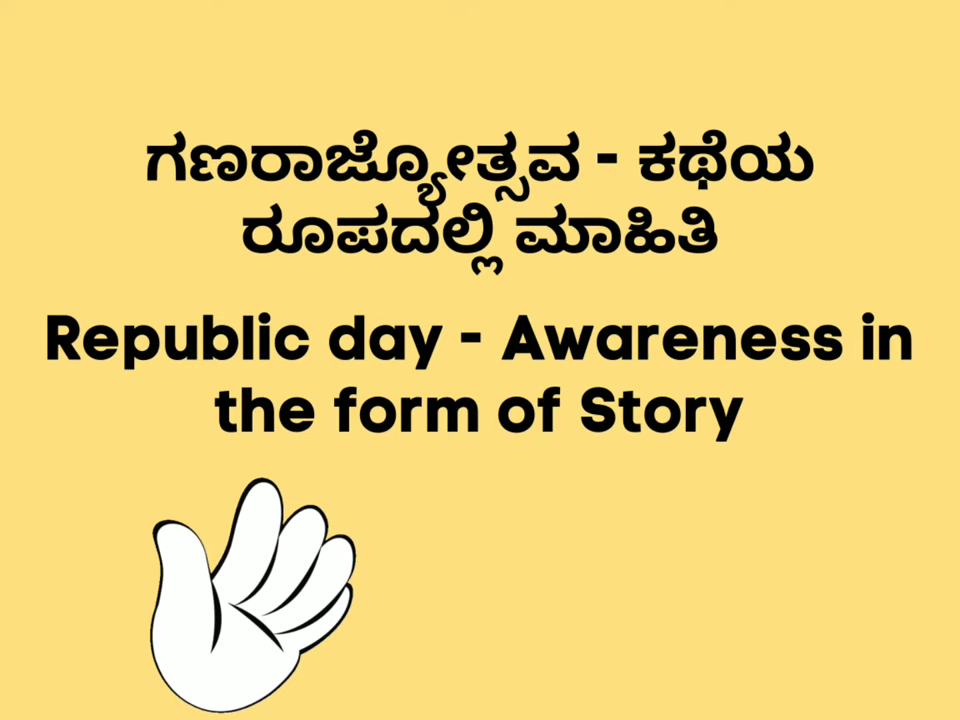 ಗಣರಾಜ್ಯೋತ್ಸವ - ಕಥೆಯ
ರೂಪದಲ್ಲಿ ಮಾಹಿತಿ
Republic day - Awareness in
the form of Story